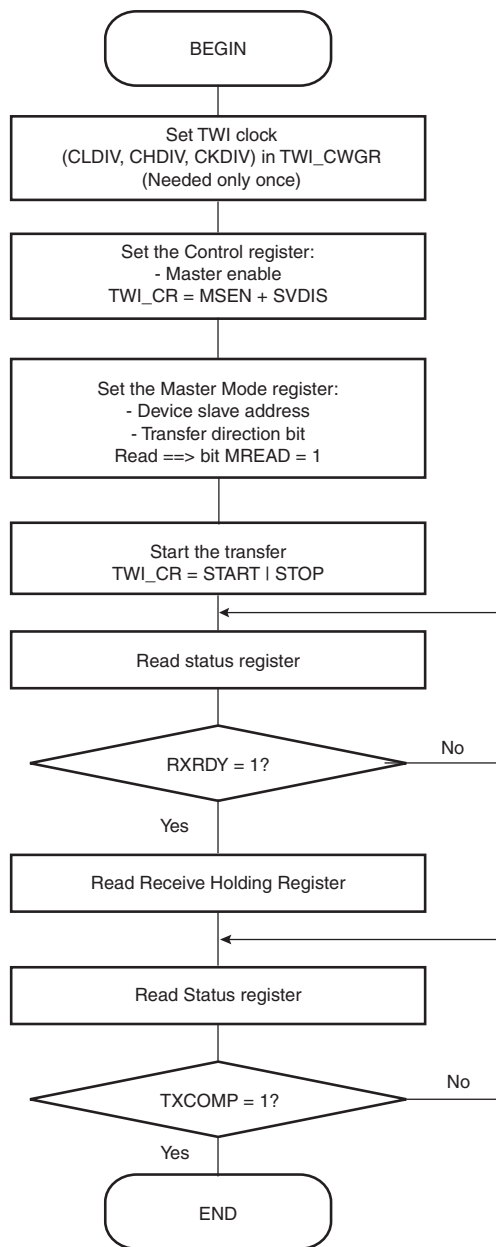 BEGIN
Set TWI clock
(CLDIV, CHDIV, CKDIV) in TWI_CWGR
(Needed only once)
Set the Control register:
- Master enable
TWI_CR = MSEN + SVDIS
Set the Master Mode register:
- Device slave address
- Transfer direction bit
Read ==> bit MREAD = 1
Start the transfer
TWI_CR = START | STOP
Read status register
RXRDY = 1?
No
Yes
Read Receive Holding Register
Read Status register
TXCOMP = 1?
No
Yes
END